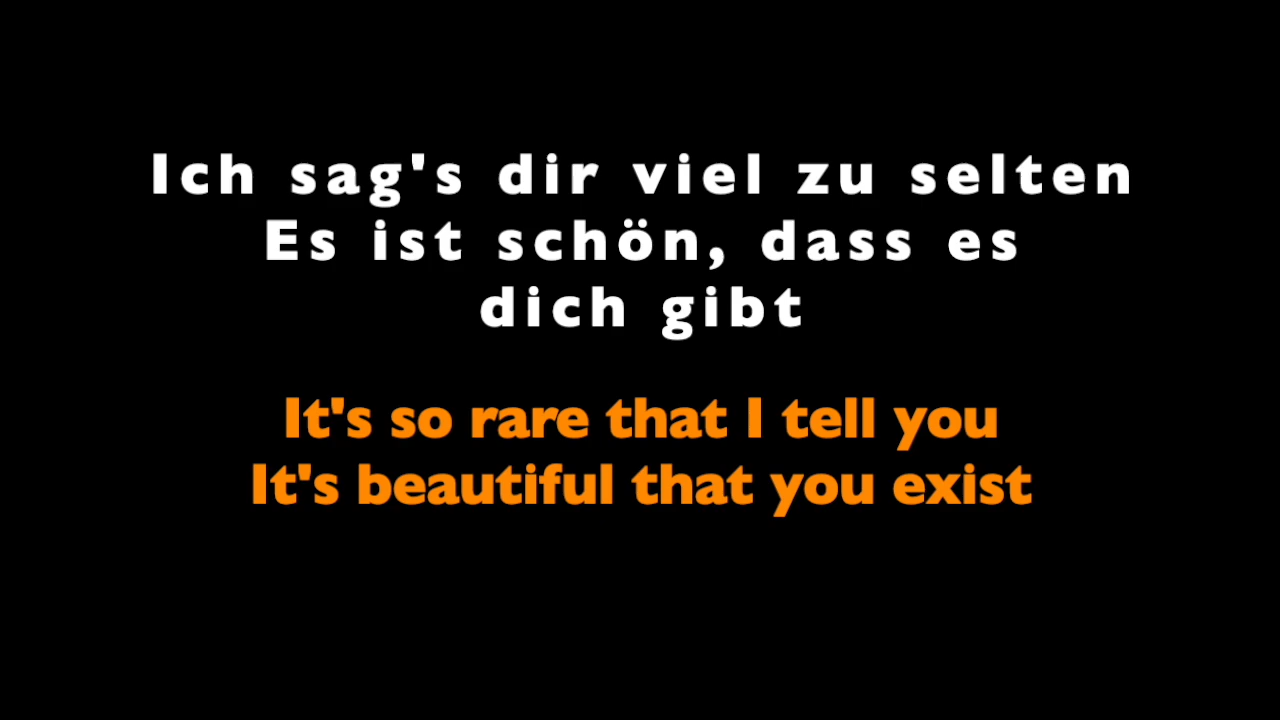 Ich sag's dir viel zu selten
Es ist schön, dass es
dich gibt
It's so rare that I tell you
It's beautiful that you exist